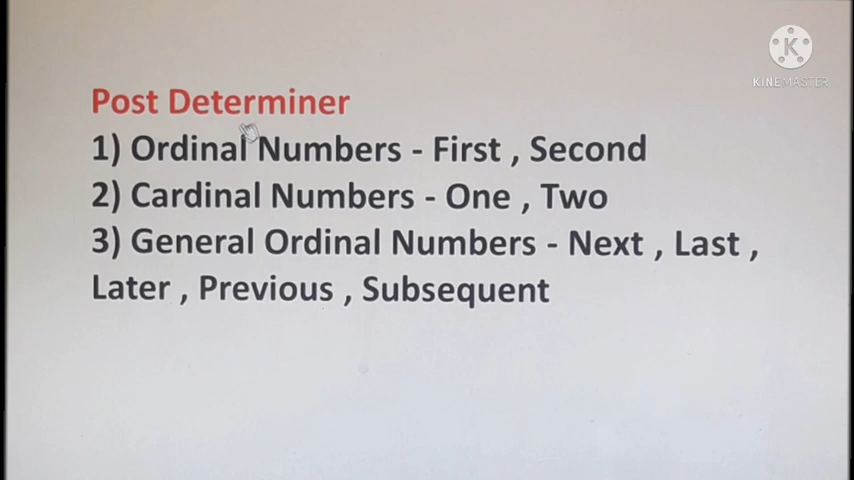 KINEMASTER
Post Determiner
1) Ordinal Numbers - First , Second
2) Cardinal Numbers - One , Two
3) General Ordinal Numbers - Next , Last ,
Later , Previous , Subsequent